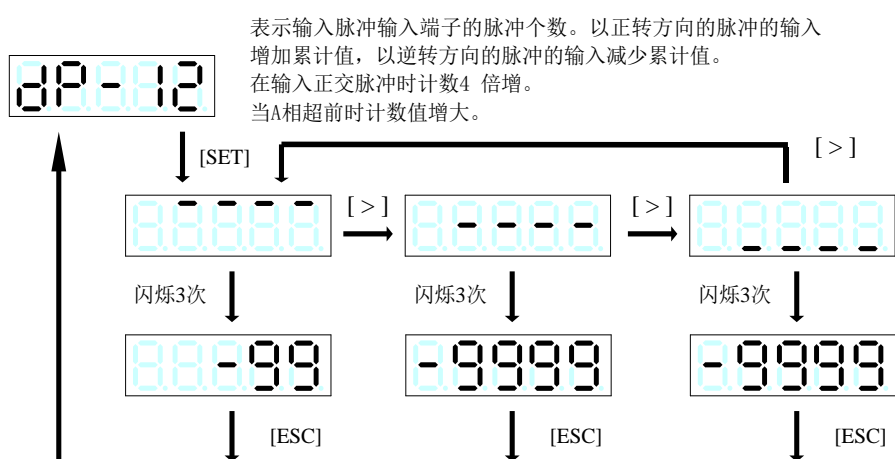 表示输入脉冲输入端子的脉冲个数。以正转方向的脉冲的输入
增加累计值，以逆转方向的脉冲的输入减少累计值。
在输入正交脉冲时计数4 倍增。
当A相超前时计数值增大。
dP-12
[SET]
[ > ]
- - - -
[ > ]
- - - -
[ > ]
_ _ _ _
闪烁3次
闪烁3次
闪烁3次
-99
-9999
-9999
[ESC]
[ESC]
[ESC]